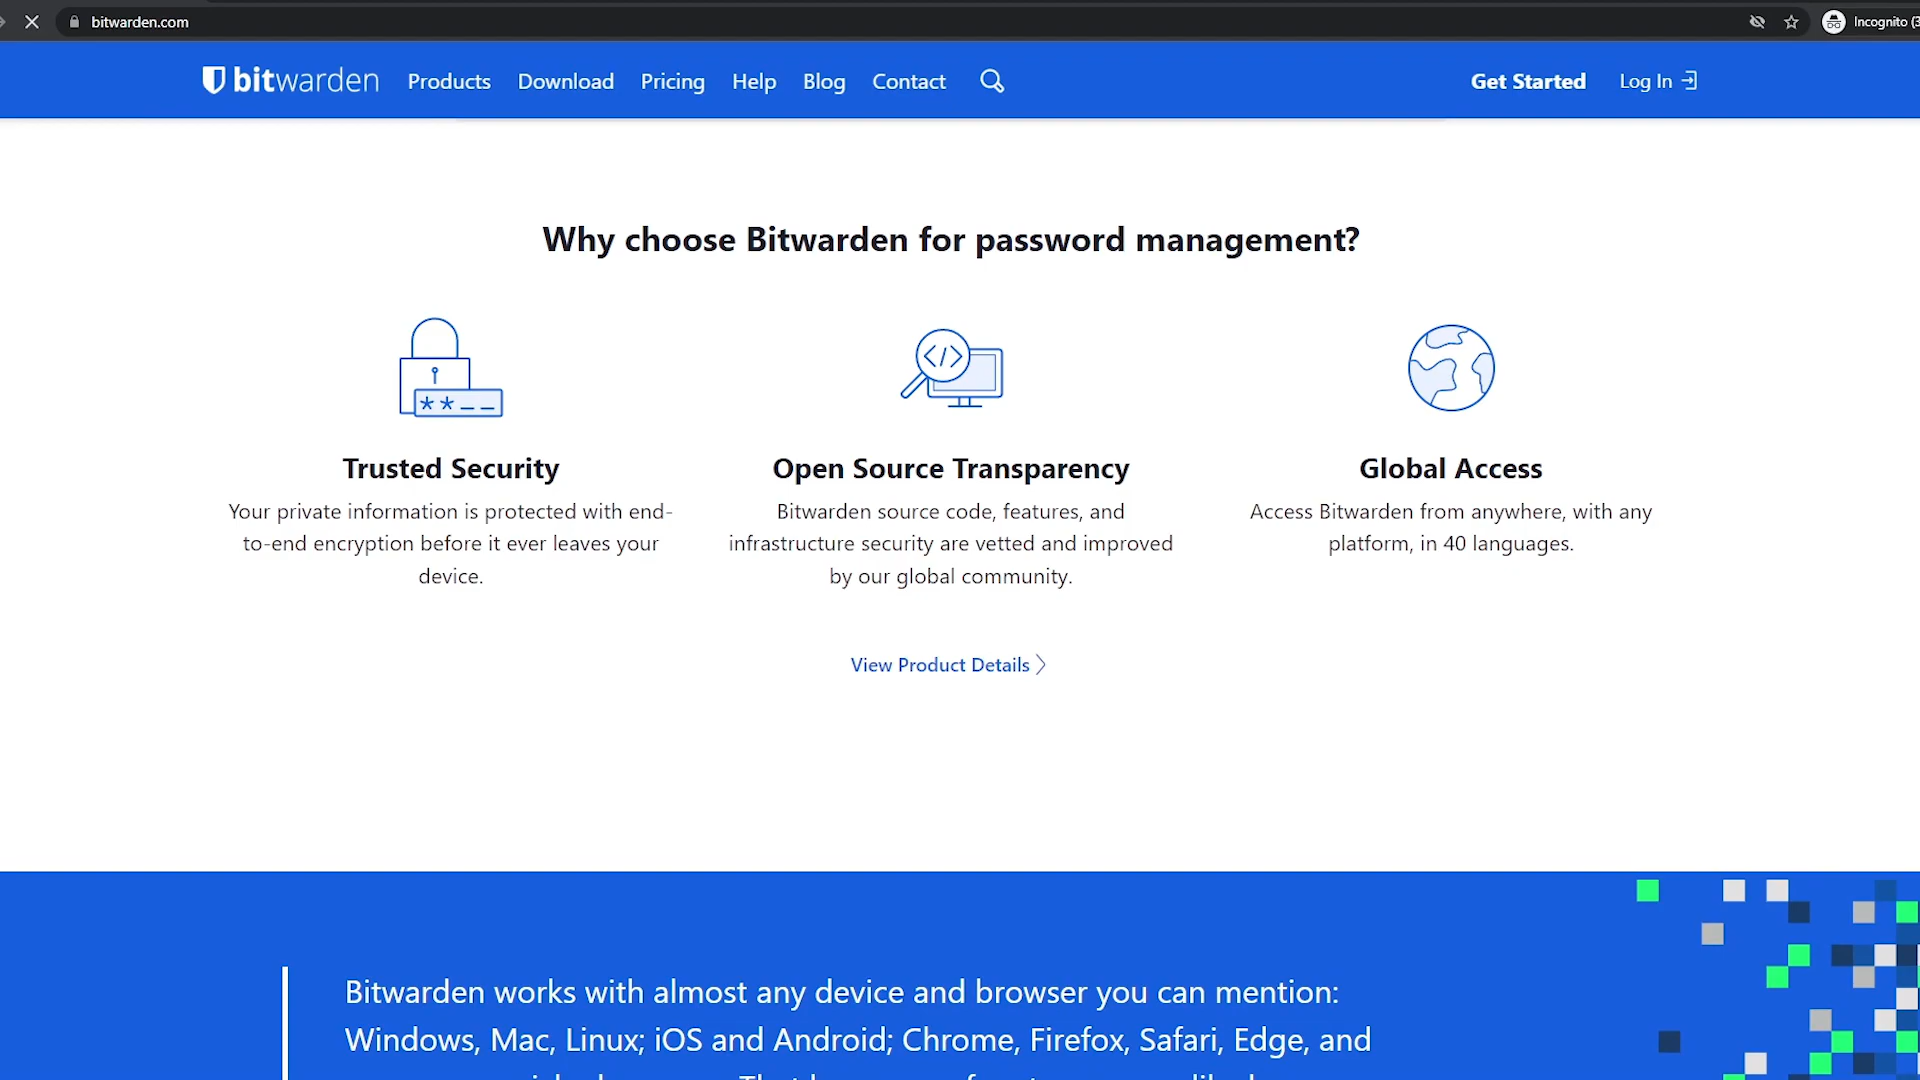 bitwarden.com
Incognito (3
bitwarden Products Download Pricing Help Blog Contact Get Started Log In
Why choose Bitwarden for password management?
**__
</>
Trusted Security
Your private information is protected with end-
to-end encryption before it ever leaves your
device.
Open Source Transparency
Bitwarden source code, features, and
infrastructure security are vetted and improved
by our global community.
Global Access
Access Bitwarden from anywhere, with any
platform, in 40 languages.
View Product Details
Bitwarden works with almost any device and browser you can mention:
Windows, Mac, Linux; iOS and Android; Chrome, Firefox, Safari, Edge, and